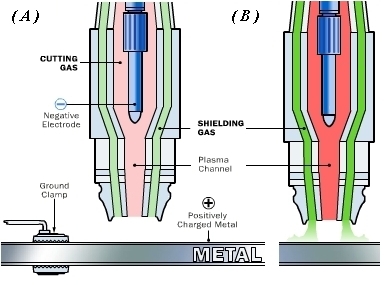 (A)
(B)
CUTTING
GAS
Negative
Electrode
SHIELDING
GAS
Plasma
Channel
Ground
Clamp
Positively
Charged Metal
METAL